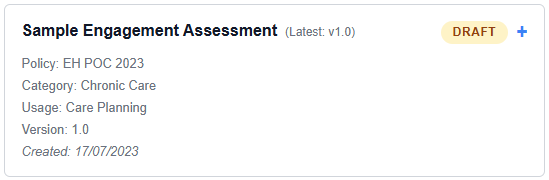 Sample Engagement Assessment (Latest: v1.0) DRAFT +
Policy: EH POC 2023
Category: Chronic Care
Usage: Care Planning
Version: 1.0
Created: 17/07/2023